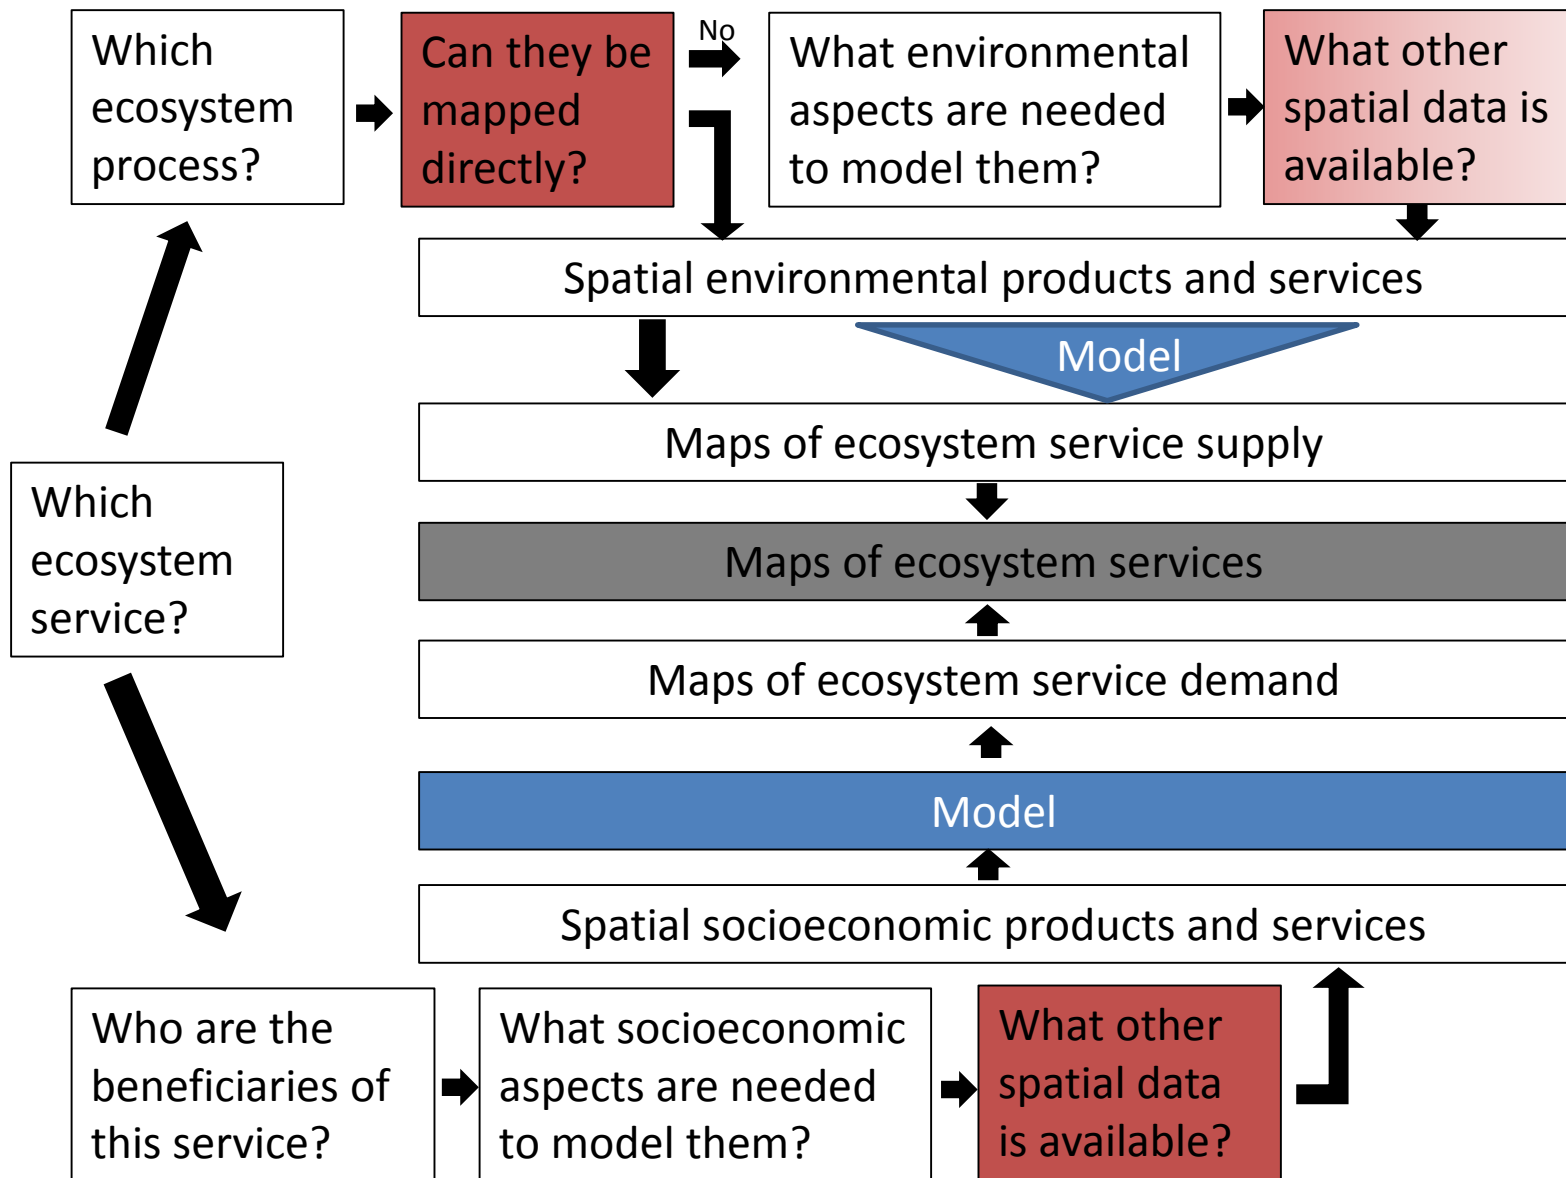 Which
ecosystem
process?
Can they be
mapped
directly?
No
What environmental
aspects are needed
to model them?
What other
spatial data is
available?
Spatial environmental products and services
Model
Maps of ecosystem service supply
Which
ecosystem
service?
Maps of ecosystem services
Maps of ecosystem service demand
Model
Spatial socioeconomic products and services
Who are the
beneficiaries of
this service?
What socioeconomic
aspects are needed
to model them?
What other
spatial data
is available?